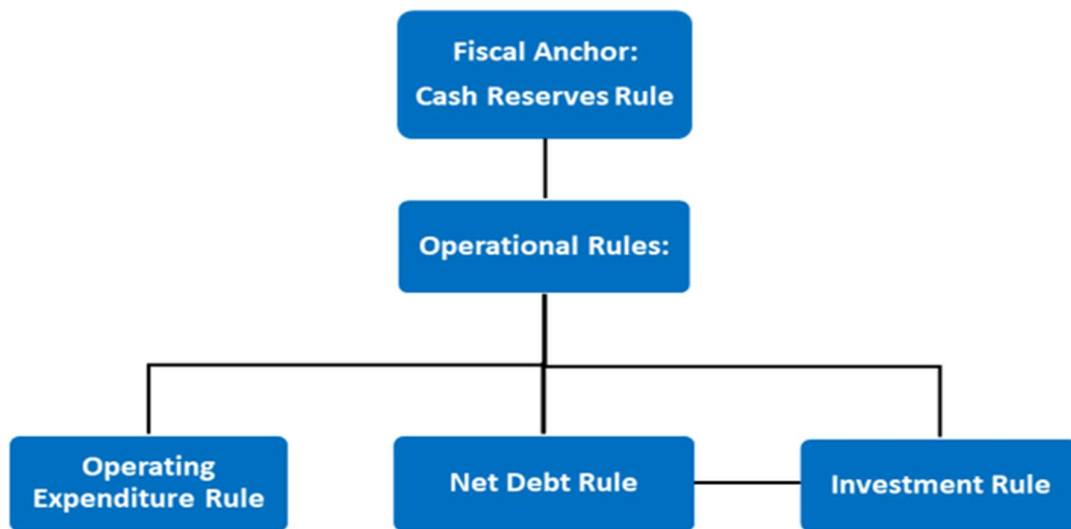 Fiscal Anchor:
Cash Reserves Rule
Operational Rules:
Operating
Expenditure Rule
Net Debt Rule
Investment Rule